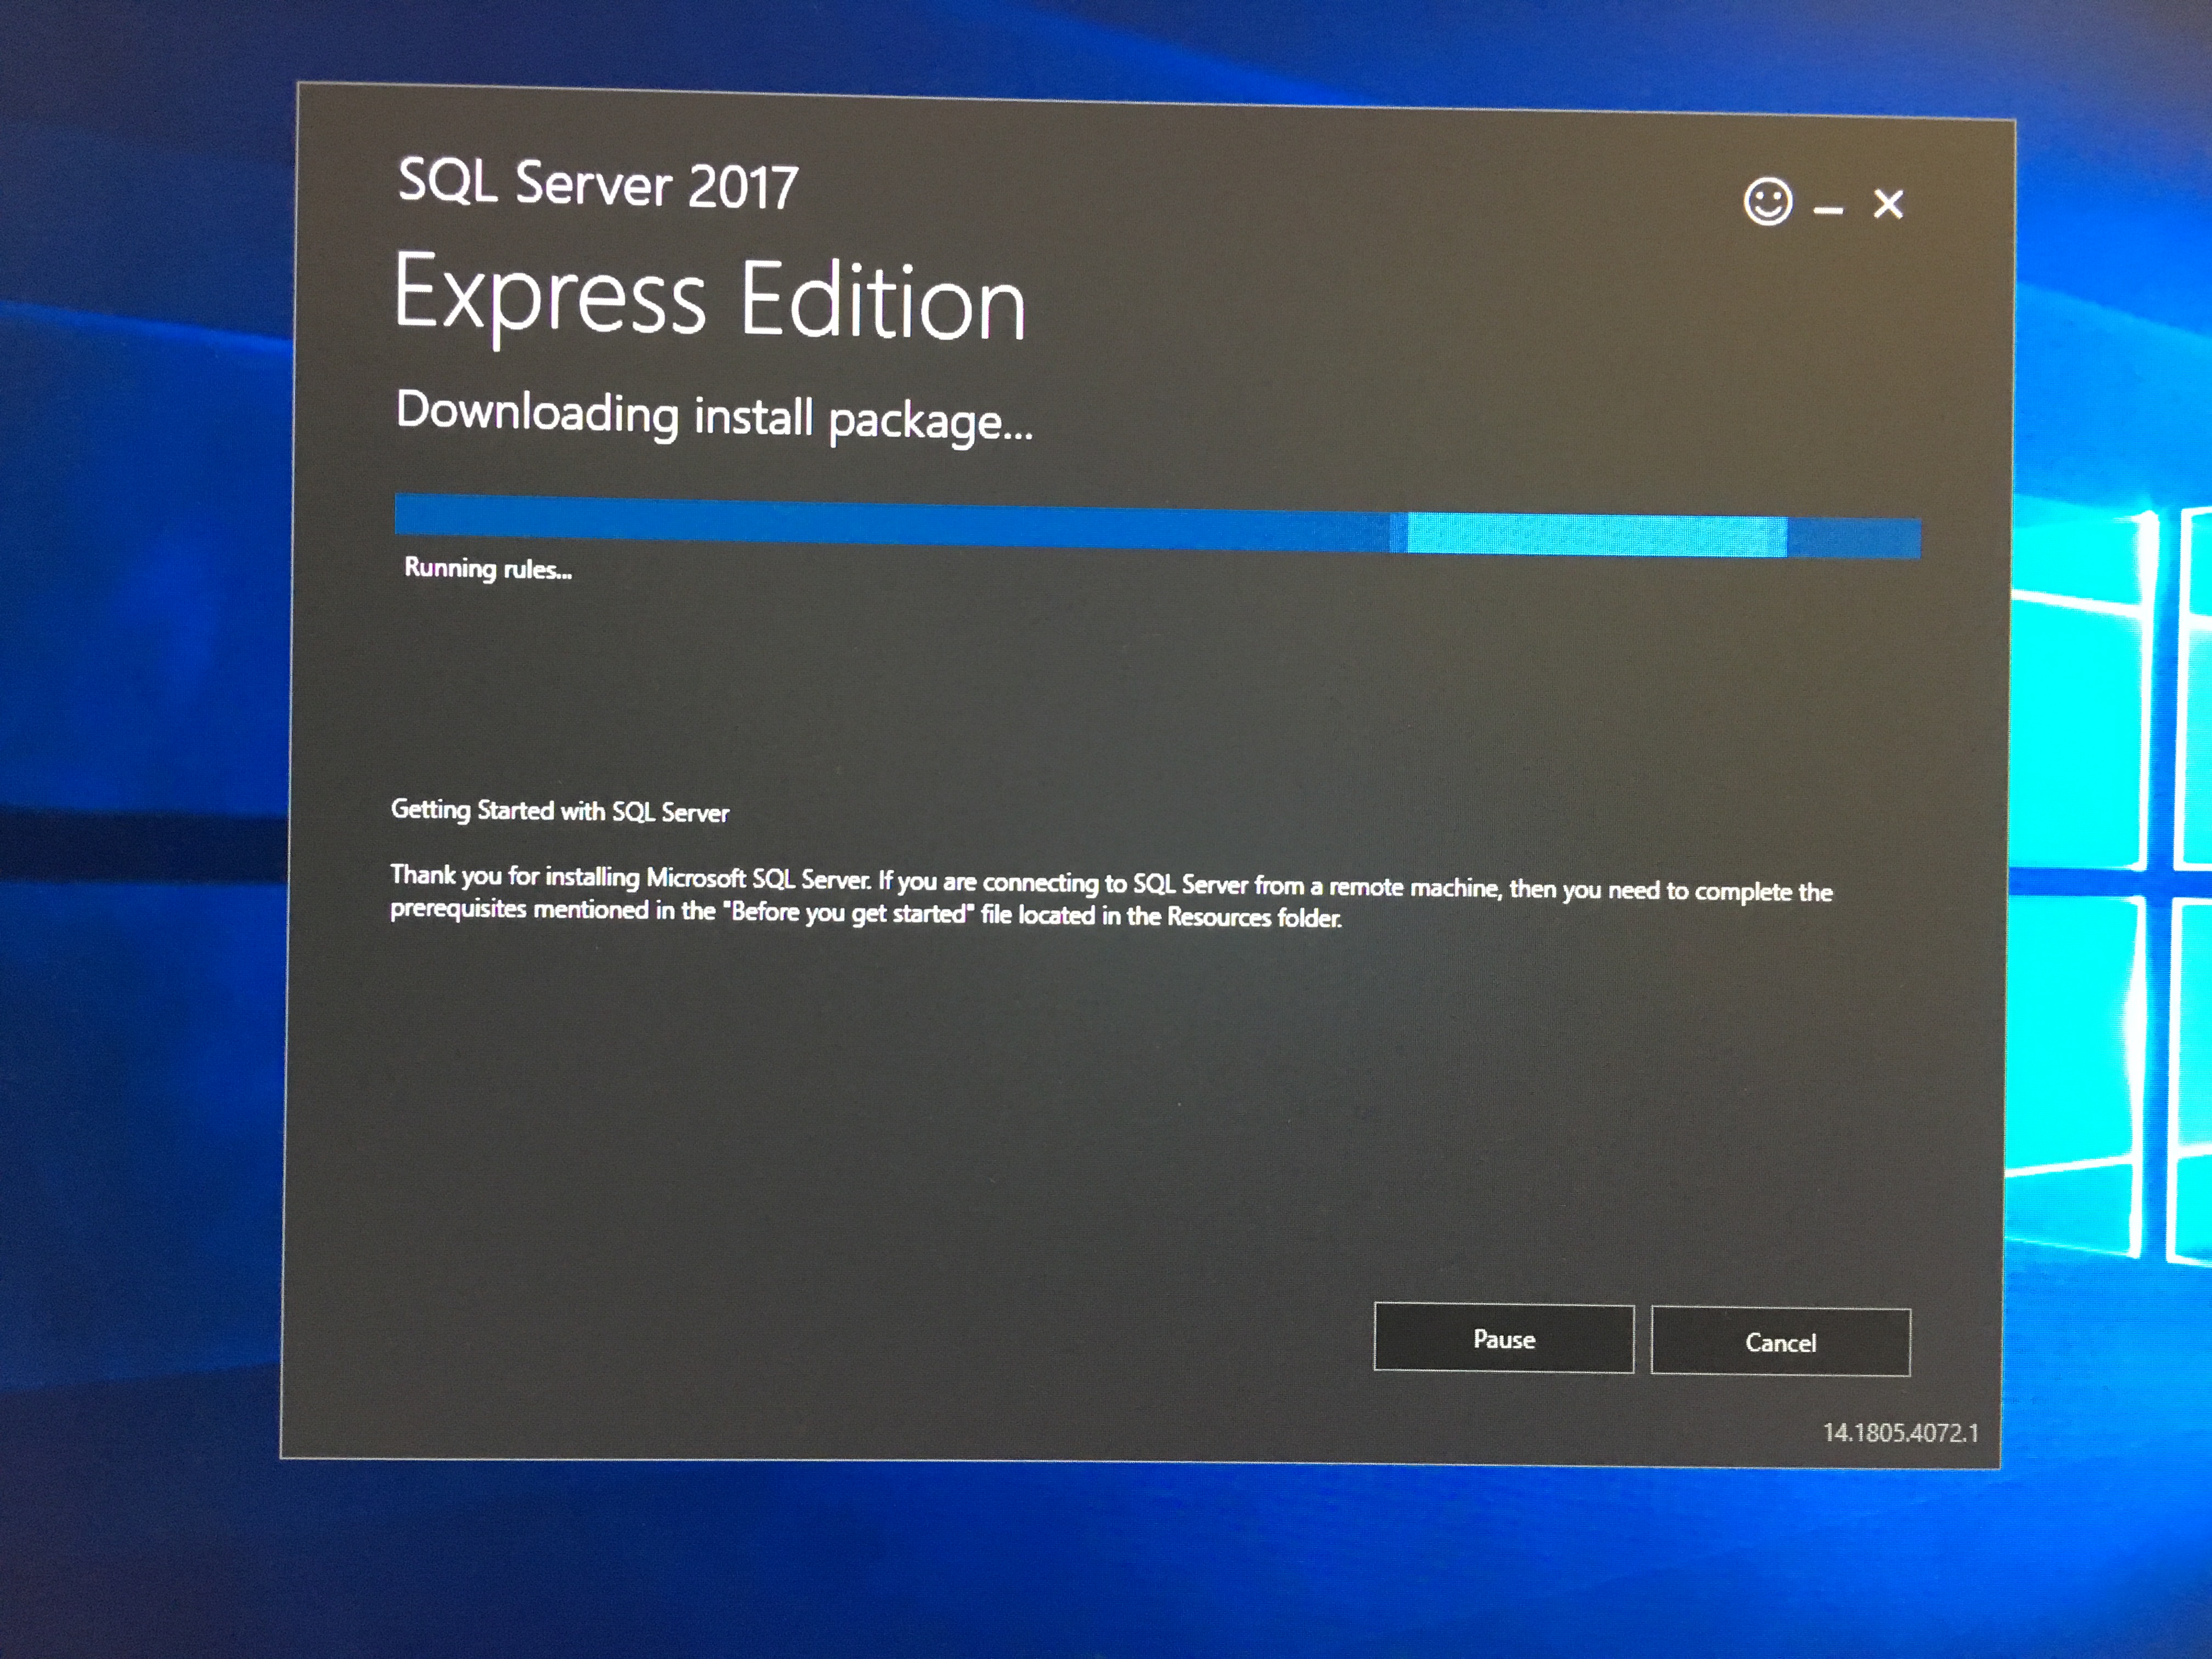 SQL Server 2017
Express Edition
Downloading install package...
Running rules...
Getting Started with SQL Server
Thank you for installing Microsoft SQL Server. If you are connecting to SQL Server from a remote machine, then you need to complete the
prerequisites mentioned in the "Before you get started" file located in the Resources folder.
Pause
Cancel
14.1805.4072.1